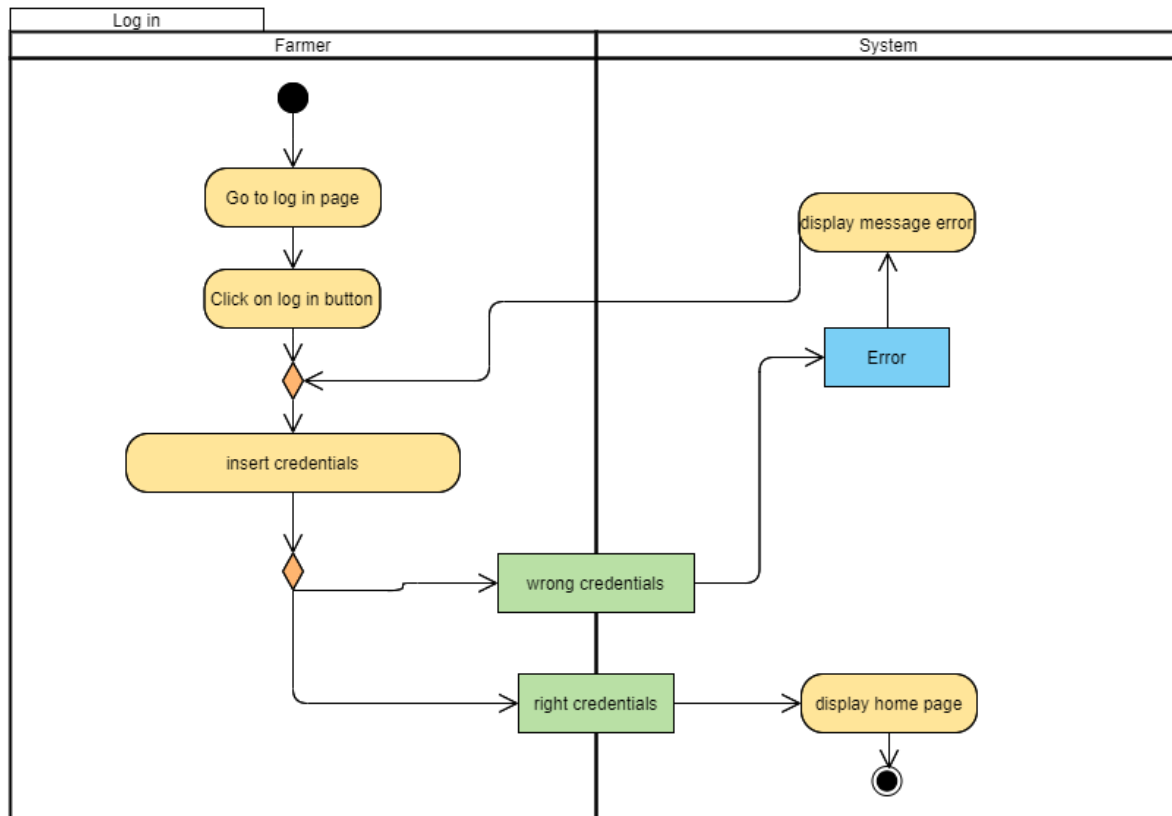 Log in
Farmer
System
Go to log in page
display message error
Click on log in button
Error
insert credentials
wrong credentials
right credentials
display home page